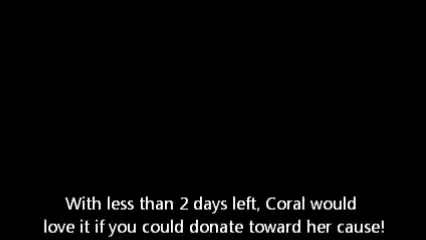 With less than 2 days left, Coral would
love it if you could donate toward her cause!